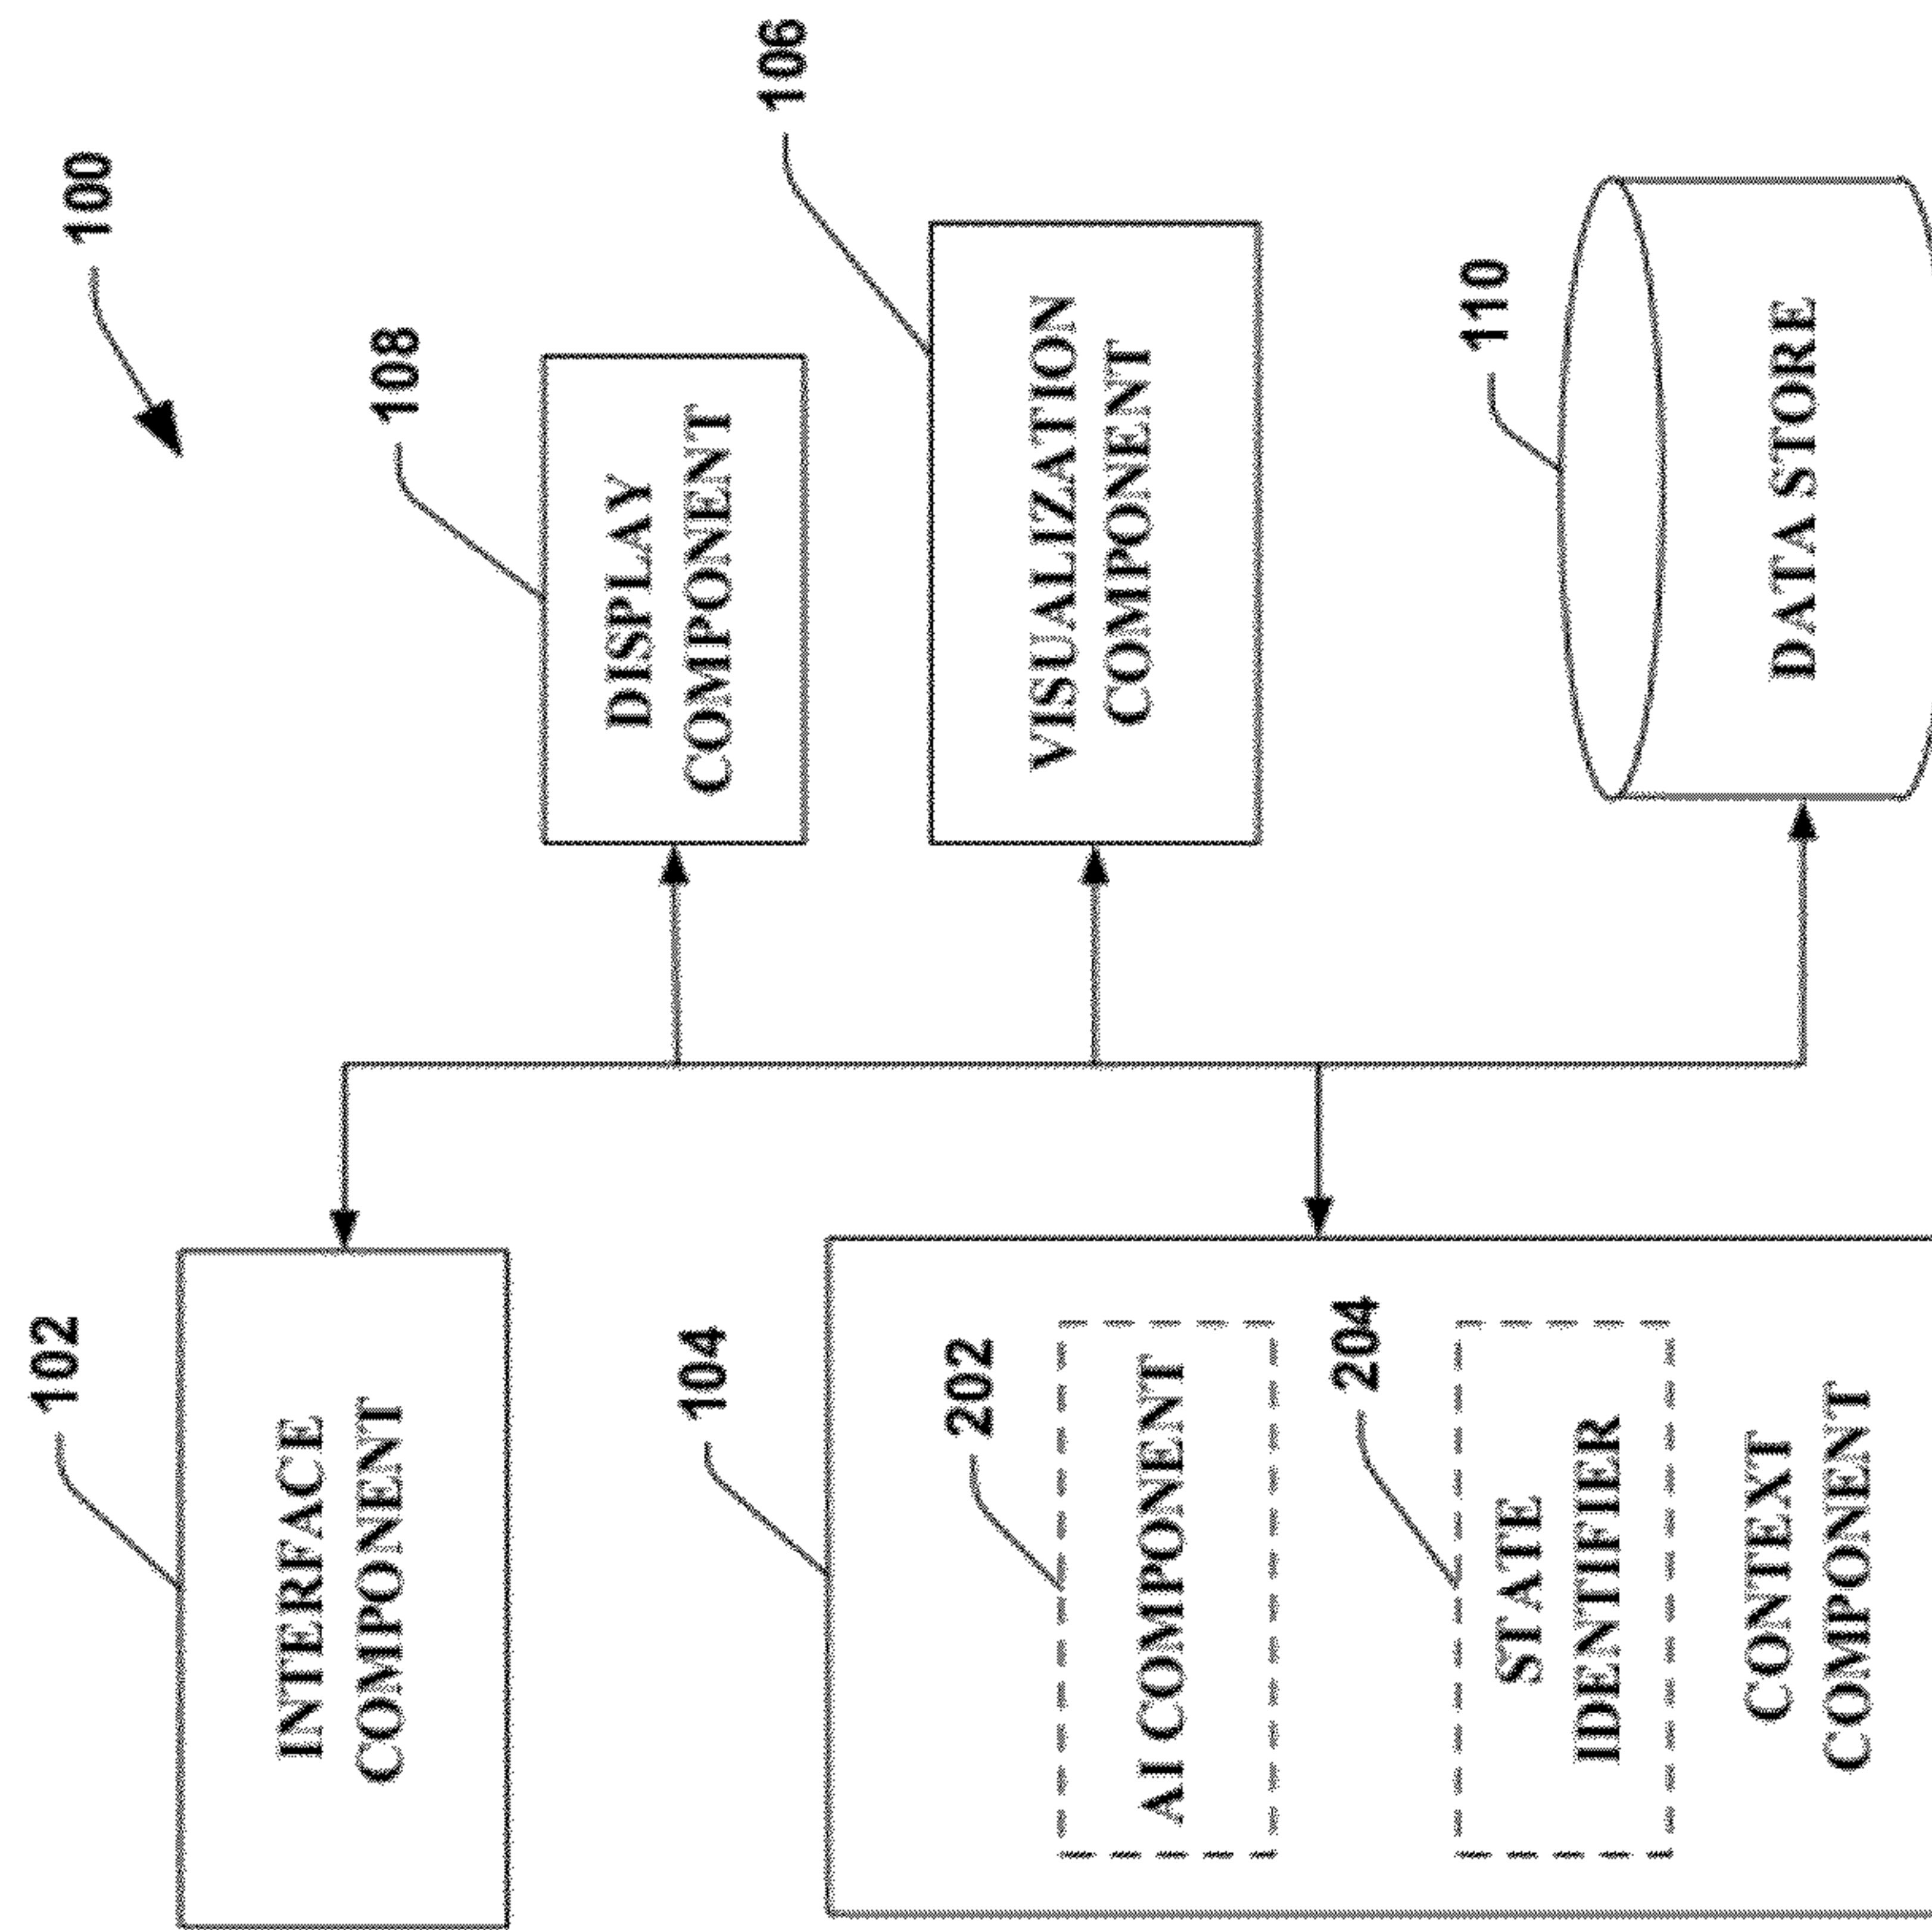 100
102
INTERFACE
COMPONENT
108
DISPLAY
COMPONENT
104
202
AI COMPONENT
204
STATE
IDENTIFIER
CONTEXT
COMPONENT
106
VISUALIZATION
COMPONENT
110
DATA STORE